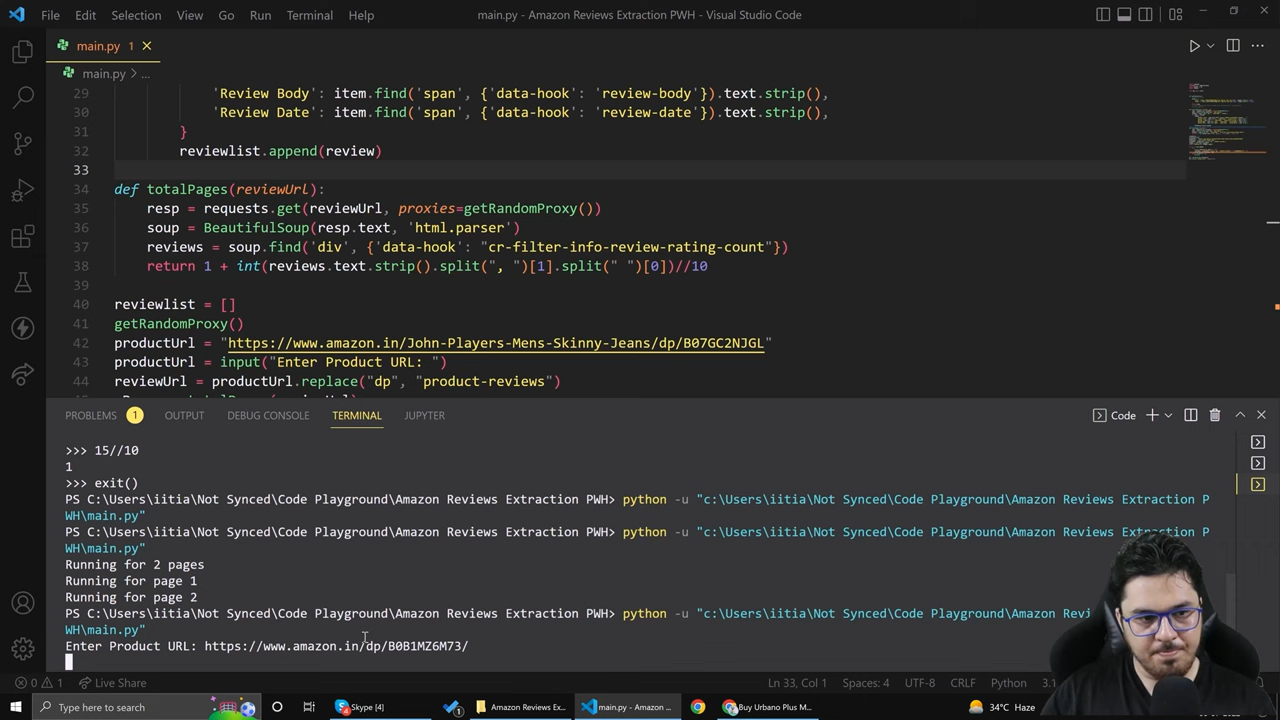 File Edit Selection View Go Run Terminal Help main.py - Amazon Reviews Extraction PWH - Visual Studio Code
main.py 1
main.py > ...
29 'Review Body': item.find('span', {'data-hook': 'review-body'}).text.strip(),
30 'Review Date': item.find('span', {'data-hook': 'review-date'}).text.strip(),
31 }
32 reviewlist.append(review)
33
34 def totalPages(reviewUrl):
35 resp = requests.get(reviewUrl, proxies=getRandomProxy())
36 soup = BeautifulSoup(resp.text, 'html.parser')
37 reviews = soup.find('div', {'data-hook': "cr-filter-info-review-rating-count"})
38 return 1 + int(reviews.text.strip().split(", ")[1].split(" ")[0])//10
39
40 reviewlist = []
41 getRandomProxy()
42 productUrl = "https://www.amazon.in/John-Players-Mens-Skinny-Jeans/dp/B07GC2NJGL"
43 productUrl = input("Enter Product URL: ")
44 reviewUrl = productUrl.replace("dp", "product-reviews")
PROBLEMS 1 OUTPUT DEBUG CONSOLE TERMINAL JUPYTER Code
>>> 15//10
1
>>> exit()
PS C:\Users\iitia\Not Synced\Code Playground\Amazon Reviews Extraction PWH> python -u "c:\Users\iitia\Not Synced\Code Playground\Amazon Reviews Extraction P
WH\main.py"
PS C:\Users\iitia\Not Synced\Code Playground\Amazon Reviews Extraction PWH> python -u "c:\Users\iitia\Not Synced\Code Playground\Amazon Reviews Extraction P
WH\main.py"
Running for 2 pages
Running for page 1
Running for page 2
PS C:\Users\iitia\Not Synced\Code Playground\Amazon Reviews Extraction PWH> python -u "c:\Users\iitia\Not Synced\Code Playground\Amazon Revi
WH\main.py"
Enter Product URL: https://www.amazon.in/dp/B0B1MZ6M73/
0 1 Live Share Ln 33, Col 1 Spaces: 4 UTF-8 CRLF Python 3.1
Type here to search Skype [4] Amazon Reviews Ex... main.py - Amazon ... Buy Urbano Plus M... 34°C Haze